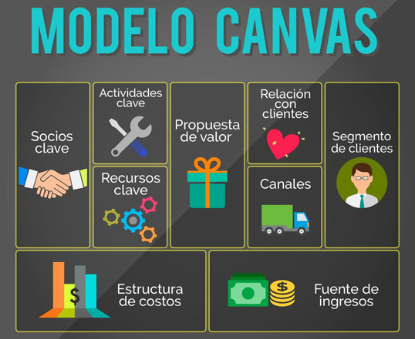 MODELO CANVAS
Socios
clave
Actividades
clave
Recursos
clave
Propuesta
de valor
Relación
con
clientes
Canales
Segmento
de clientes
$
Estructura
de costos
$
Fuente de
ingresos